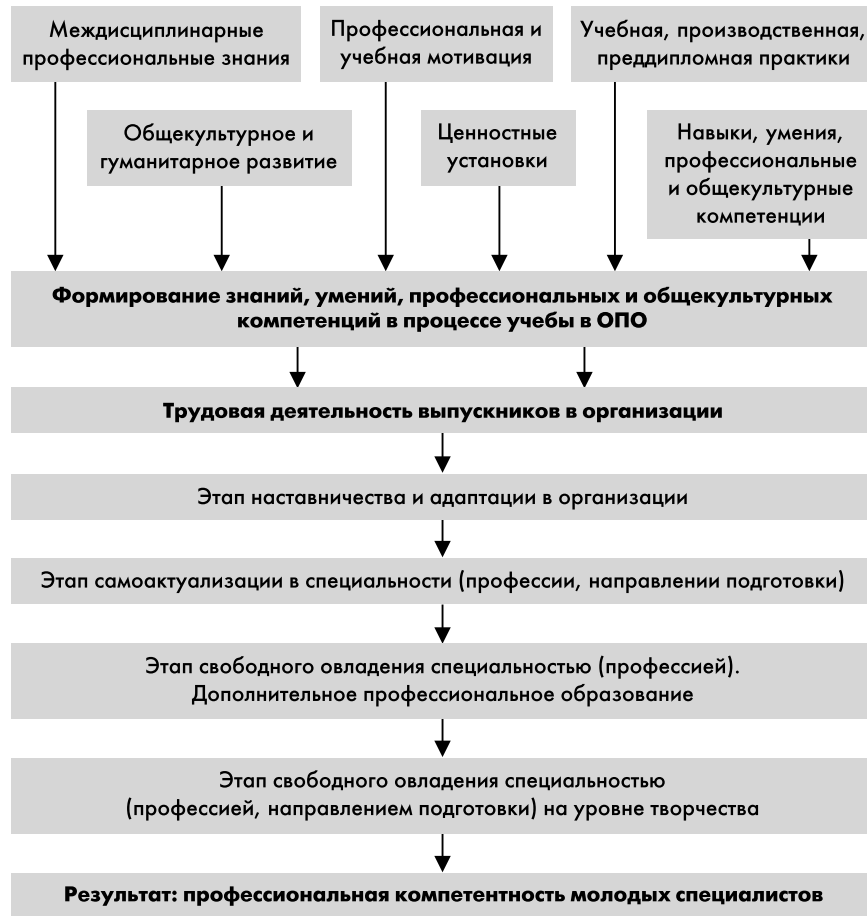 Междисциплинарные
профессиональные знания
Профессиональная и
учебная мотивация
Учебная, производственная,
преддипломная практики
Общекультурное и
гуманитарное развитие
Ценностные
установки
Навыки, умения,
профессиональные
и общекультурные
компетенции
Формирование знаний, умений, профессиональных и общекультурных
компетенций в процессе учебы в ОПО
Трудовая деятельность выпускников в организации
Этап наставничества и адаптации в организации
Этап самоактуализации в специальности (профессии, направлении подготовки)
Этап свободного овладения специальностью (профессией).
Дополнительное профессиональное образование
Этап свободного овладения специальностью
(профессией, направлением подготовки) на уровне творчества
Результат: профессиональная компетентность молодых специалистов